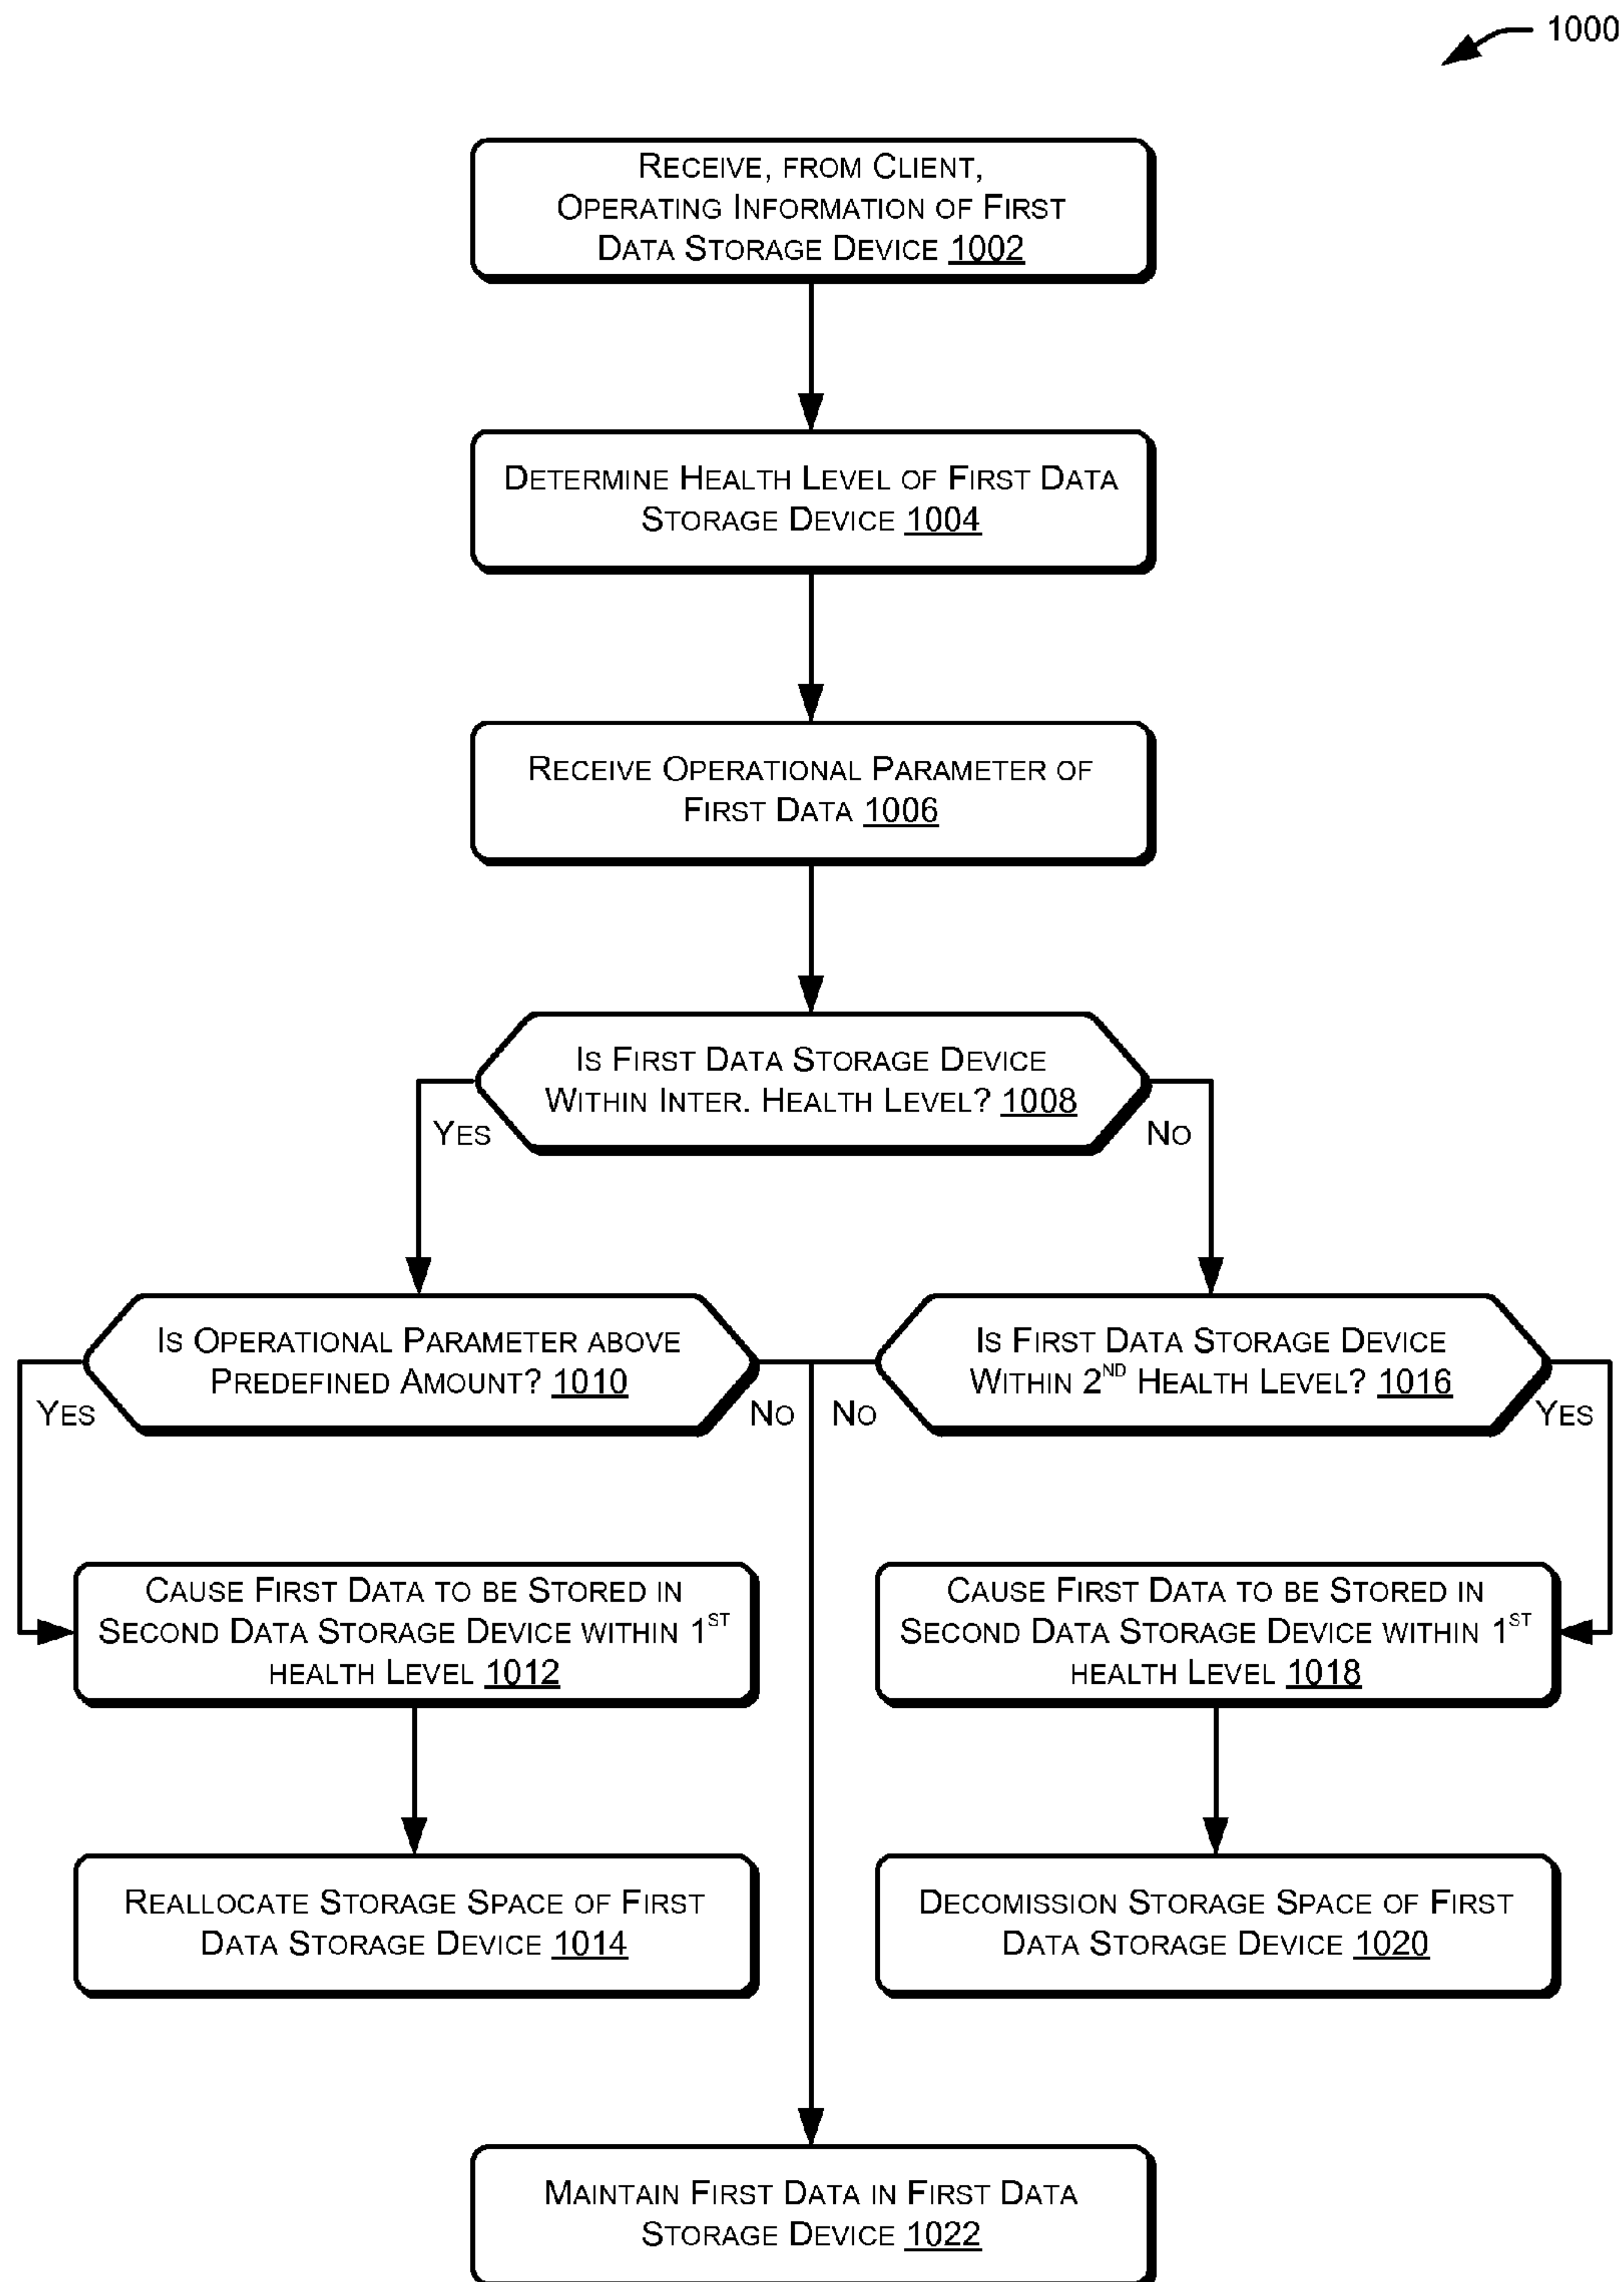 1000
Receive, from Client,
Operating Information of First
Data Storage Device 1002
Determine Health Level of First Data
Storage Device 1004
Receive Operational Parameter of
First Data 1006
Is First Data Storage Device
Within Inter. Health Level? 1008
Yes
No
Is Operational Parameter above
Predefined Amount? 1010
Is First Data Storage Device
Within 2nd Health Level? 1016
Yes
No
No
Yes
Cause First Data to be Stored in
Second Data Storage Device within 1st
health Level 1012
Cause First Data to be Stored in
Second Data Storage Device within 1st
health Level 1018
Reallocate Storage Space of First
Data Storage Device 1014
Decomission Storage Space of First
Data Storage Device 1020
Maintain First Data in First Data
Storage Device 1022